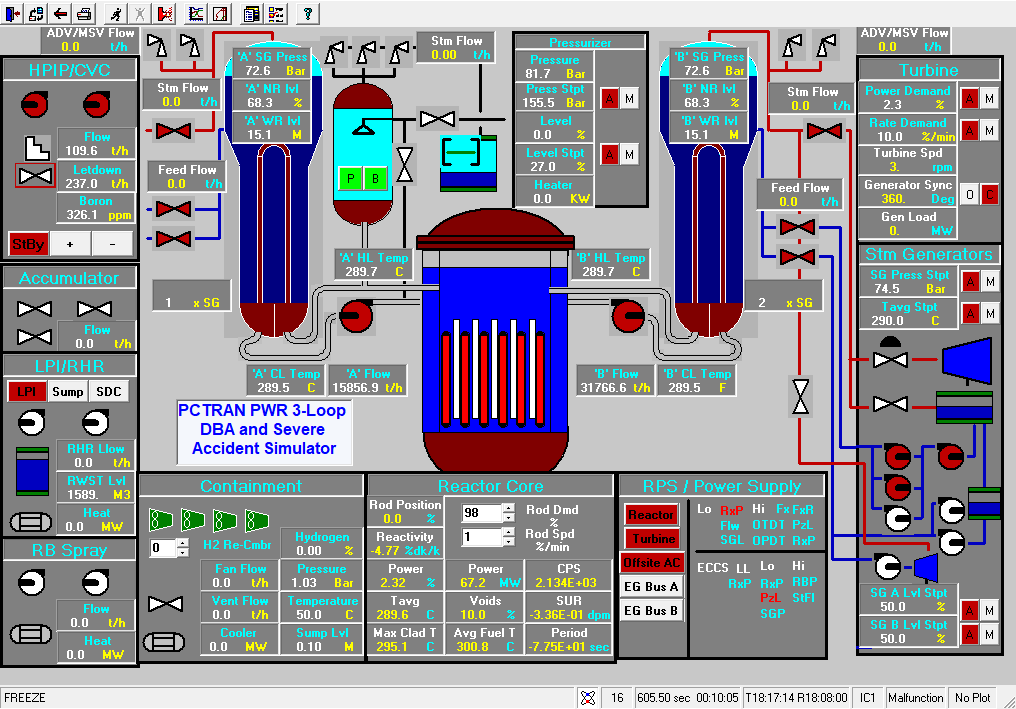 ADV/MSV Flow
0.0 t/h
HPIP/CVC
Flow
109.6 t/h
Letdown
237.0 t/h
Boron
326.1 ppm
StBy + -
Accumulator
Flow
0.0 t/h
LPI/RHR
LPI Sump SDC
RHR Llow
0.0 t/h
RWST Lvl
1589. M3
Heat
0.0 MW
RB Spray
Flow
0.0 t/h
Heat
0.0 MW
Stm Flow
0.0 t/h
Feed Flow
0.0 t/h
1 x SG
'A' SG Press
72.6 Bar
'A' NR lvl
68.3 %
'A' WR lvl
15.1 M
P B
Stm Flow
0.00 t/h
Pressurizer
Pressure
81.7 Bar
Press Stpt
155.5 Bar
A M
Level
0.0 %
Level Stpt
27.0 %
A M
Heater
0.0 KW
'B' SG Press
72.6 Bar
'B' NR lvl
68.3 %
'B' WR lvl
15.1 M
Stm Flow
0.0 t/h
Feed Flow
0.0 t/h
2 x SG
'A' HL Temp
289.7 C
'B' HL Temp
289.7 C
'A' CL Temp
289.5 C
'A' Flow
15856.9 t/h
'B' Flow
31766.6 t/h
'B' CL Temp
289.5 F
PCTRAN PWR 3-Loop
DBA and Severe
Accident Simulator
ADV/MSV Flow
0.0 t/h
Turbine
Power Demand
2.3 %
A M
Rate Demand
10.0 %/min
A M
Turbine Spd
3. rpm
Generator Sync
360. Deg
O C
Gen Load
0. MW
Stm Generators
SG Press Stpt
74.5 Bar
A M
Tavg Stpt
290.0 C
A M
SG A Lvl Stpt
50.0 %
A M
SG B Lvl Stpt
50.0 %
A M
Containment
0
H2 Re-Cmbr
Hydrogen
0.00 %
Fan Flow
0.0 t/h
Pressure
1.03 Bar
Vent Flow
0.0 t/h
Temperature
50.0 C
Cooler
0.0 MW
Sump Lvl
0.10 M
Reactor Core
Rod Position
0.0 %
98
Rod Dmd
%
Reactivity
-4.77 %dk/k
1
Rod Spd
%/min
Power
2.32 %
Power
67.2 MW
CPS
2.134E+03
Tavg
289.6 C
Voids
10.0 %
SUR
-3.36E-01 dpm
Max Clad T
295.1 C
Avg Fuel T
300.8 C
Period
-7.75E+01 sec
RPS / Power Supply
Reactor
Turbine
Offsite AC
EG Bus A
EG Bus B
Lo RxP Hi Fx FxR
Flw OTDT PzL
SGL OPDT RxP
ECCS LL Lo Hi
RxP RxP RBP
PzL StFl
SGP
FREEZE 16 605.50 sec 00:10:05 T18:17:14 R18:08:00 IC1 Malfunction No Plot